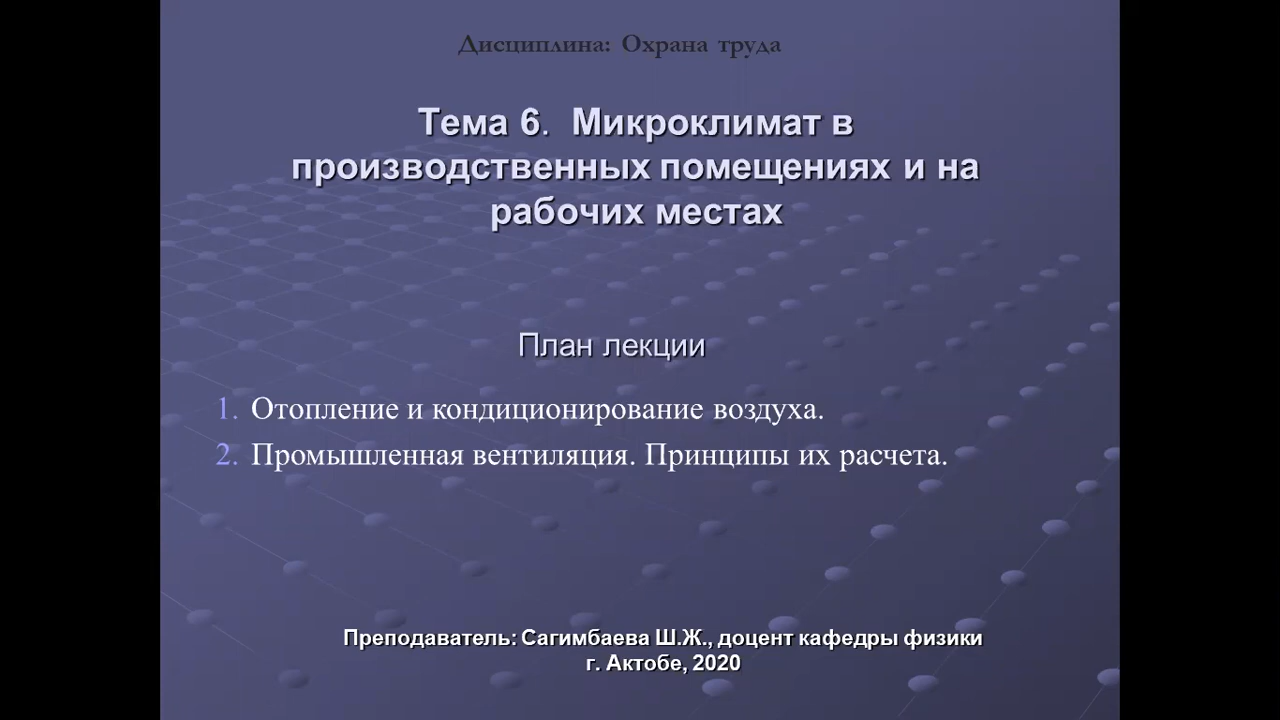 Дисциплина: Охрана труда
Тема 6. Микроклимат в
производственных помещениях и на
рабочих местах
План лекции
1. Отопление и кондиционирование воздуха.
2. Промышленная вентиляция. Принципы их расчета.
Преподаватель: Сагимбаева Ш.Ж., доцент кафедры физики
г. Актобе, 2020